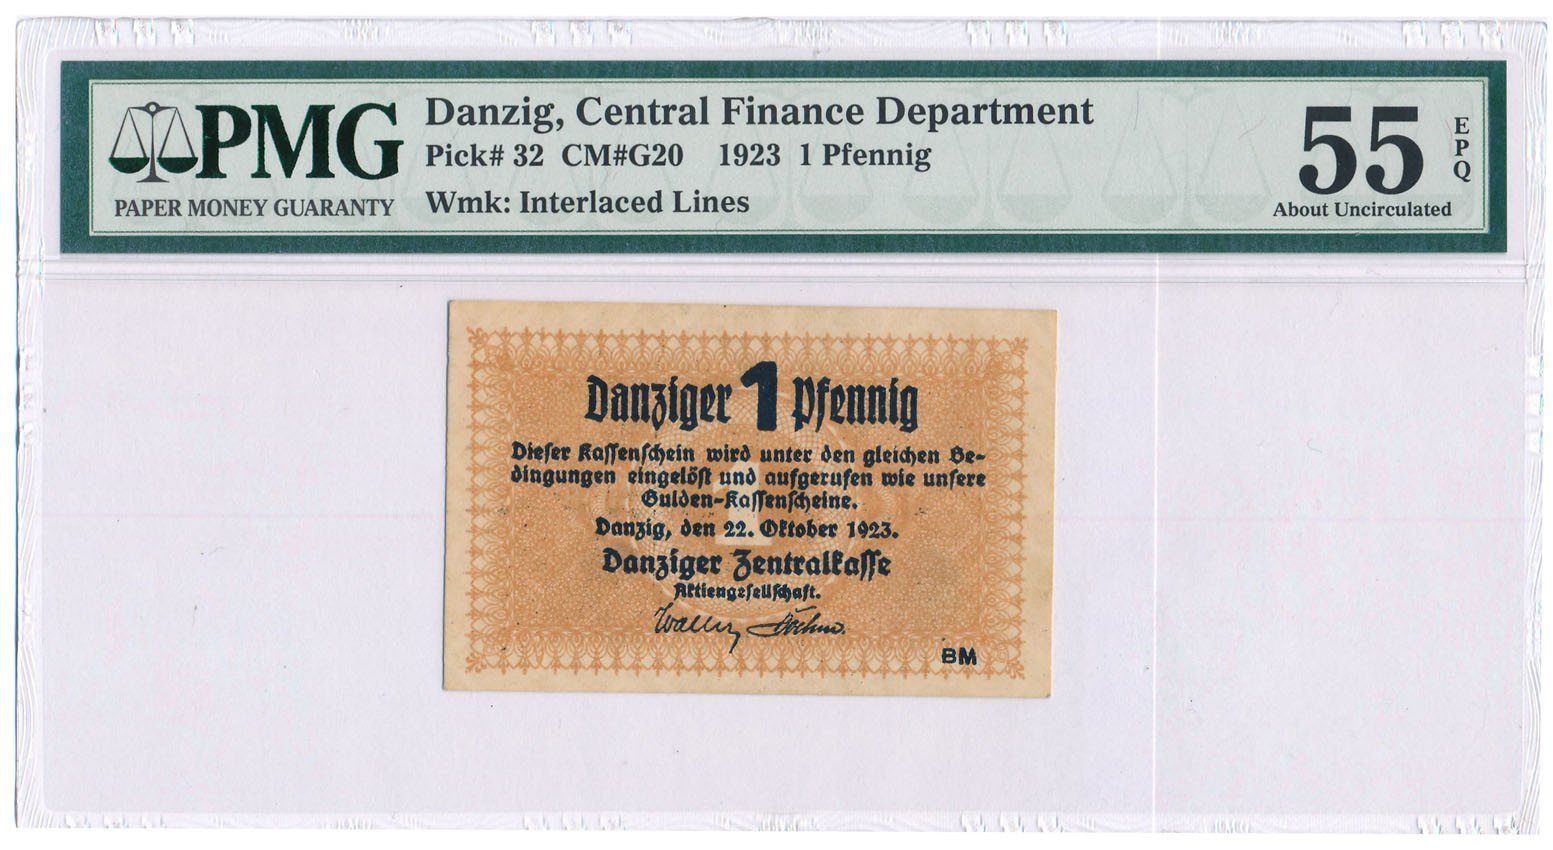 PMG
PAPER MONEY GUARANTY
Danzig, Central Finance Department
Pick# 32 CM#G20 1923 1 Pfennig
Wmk: Interlaced Lines
55
EPQ
About Uncirculated
Danziger 1 Pfennig
Dieser Kassenschein wird unter den gleichen Be-
dingungen eingelöst und aufgerufen wie unsere
Gulden-Kassenscheine.
Danzig, den 22. Oktober 1923.
Danziger Zentralkasse
Aktiengesellschaft.
BM